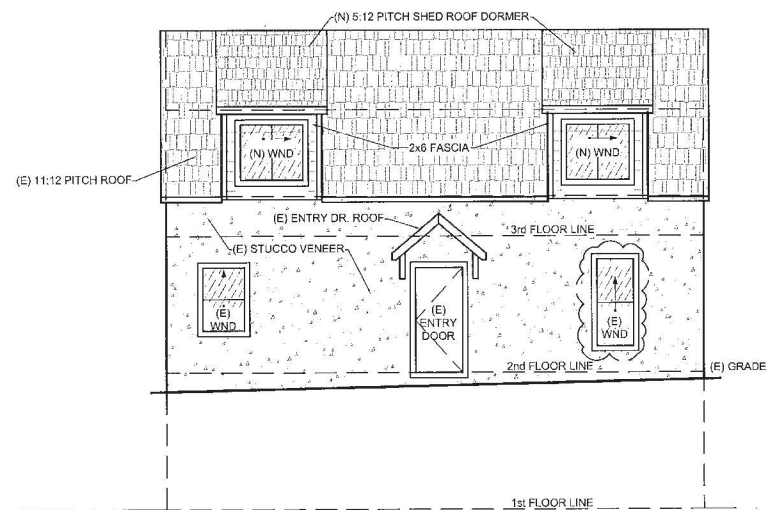 (N) 5:12 PITCH SHED ROOF DORMER
(N) WND
2x6 FASCIA
(N) WND
(E) 11:12 PITCH ROOF
(E) ENTRY DR. ROOF
3rd FLOOR LINE
(E) STUCCO VENEER
(E)
WND
(E)
ENTRY
DOOR
(E)
WND
2nd FLOOR LINE
(E) GRADE
1st FLOOR LINE